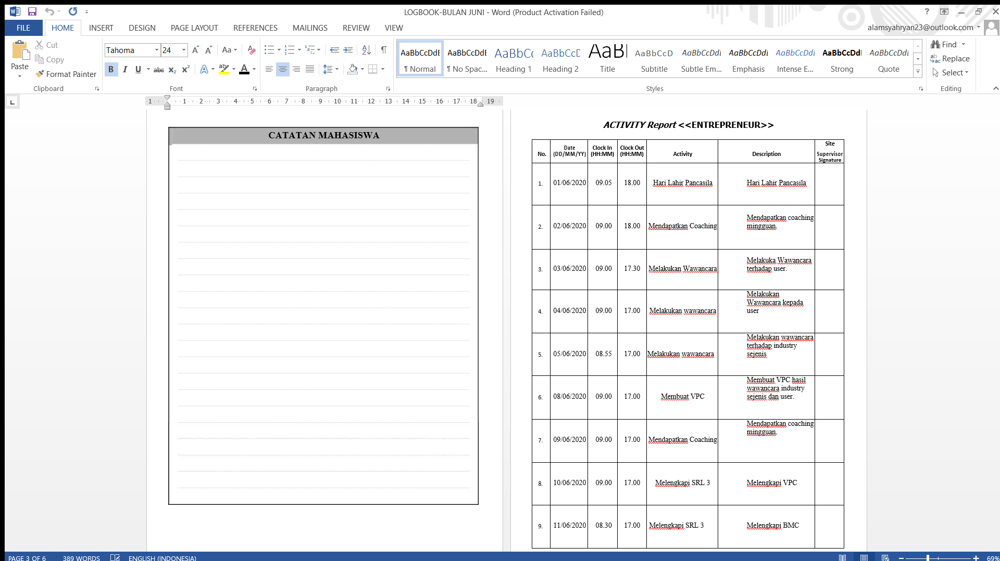 LOGBOOK-BULAN JUNI - Word (Product Activation Failed)
?
FILE HOME INSERT DESIGN PAGE LAYOUT REFERENCES MAILINGS REVIEW VIEW
alamsyahryan23@outlook.com
Paste
Cut
Copy
Format Painter
Clipboard
Tahoma 24
Aa
B I U abc X₂ X² A A
Font
Paragraph
AaBbCcDdE AaBbCcDdE AaBbCc AaBbCcD AaBl AaBbCcD AaBbCcDd AaBbCcDd AaBbCcDd AaBbCcDd AaBbCcDd
¶ Normal ¶ No Spac... Heading 1 Heading 2 Title Subtitle Subtle Em... Emphasis Intense E... Strong Quote
Styles
Find
Replace
Select
Editing
1 1 2 3 4 5 6 7 8 9 10 11 12 13 14 15 16 17 18 19
CATATAN MAHASISWA
ACTIVITY Report <<ENTREPRENEUR>>
No. Date (DD/MM/YY) Clock In (HH:MM) Clock Out (HH:MM) Activity Description Site Supervisor Signature
1. 01/06/2020 09.05 18.00 Hari Lahir Pancasila Hari Lahir Pancasila
2. 02/06/2020 09.00 18.00 Mendapatkan Coaching Mendapatkan coaching mingguan.
3. 03/06/2020 09.00 17.30 Melakukan Wawancara Melakuka Wawancara terhadap user.
4. 04/06/2020 09.00 17.00 Melakukan wawancara Melakukan Wawancara kepada user
5. 05/06/2020 08.55 17.00 Melakukan wawancara Melakukan wawancara terhadap industry sejenis
6. 08/06/2020 09.00 17.00 Membuat VPC Membuat VPC hasil wawancara industry sejenis dan user.
7. 09/06/2020 09.00 17.00 Mendapatkan Coaching Mendapatkan coaching mingguan.
8. 10/06/2020 09.00 17.00 Melengkapi SRL 3 Melengkapi VPC
9. 11/06/2020 08.30 17.00 Melengkapi SRL 3 Melengkapi BMC
PAGE 3 OF 6 389 WORDS ENGLISH (INDONESIA)
69%